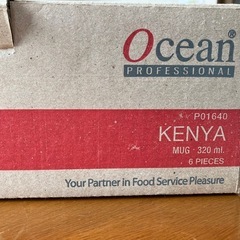 Ocean®
PROFESSIONAL
P01640
KENYA
MUG · 320 ml.
6 PIECES
Your Partner in Food Service Pleasure